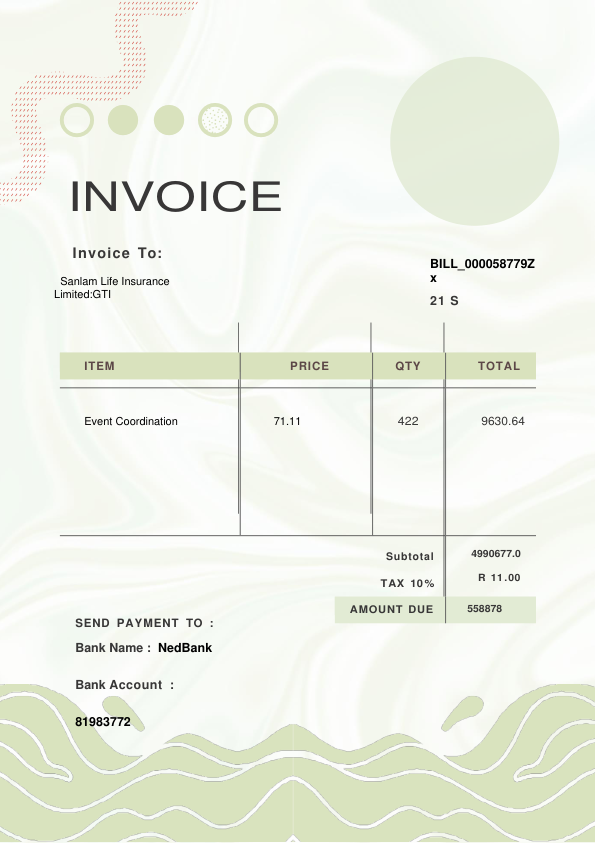 INVOICE
Invoice To:
Sanlam Life Insurance
Limited:GTI
BILL_000058779Z
x
21 S
ITEM PRICE QTY TOTAL
Event Coordination 71.11 422 9630.64
Subtotal 4990677.0
TAX 10% R 11.00
AMOUNT DUE 558878
SEND PAYMENT TO :
Bank Name : NedBank
Bank Account :
81983772